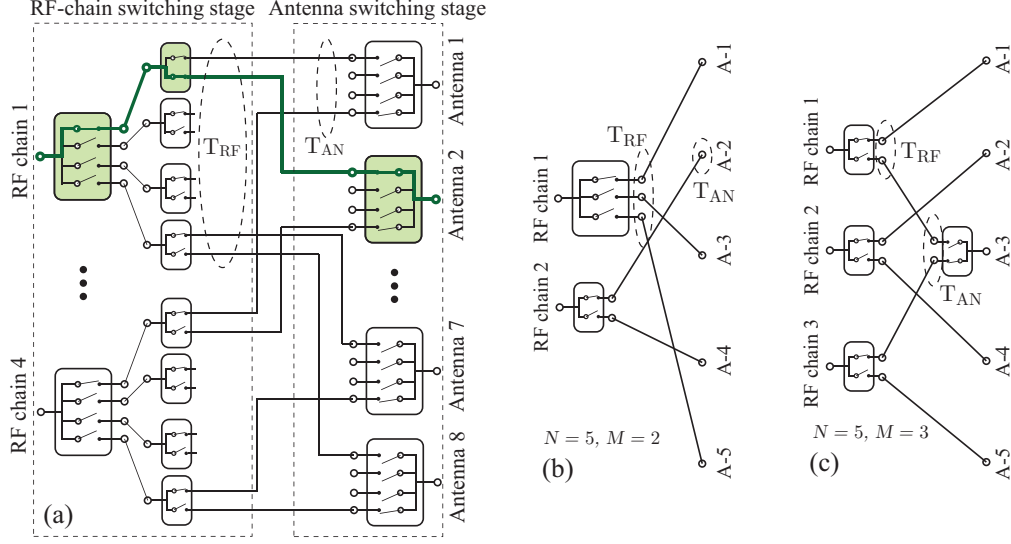 RF-chain switching stage
Antenna switching stage
RF chain 1
RF chain 4
T_RF
T_AN
Antenna 1
Antenna 2
Antenna 7
Antenna 8
(a)
RF chain 1
RF chain 2
T_RF
T_AN
A-1
A-2
A-3
A-4
A-5
N = 5, M = 2
(b)
RF chain 1
RF chain 2
RF chain 3
T_RF
T_AN
A-1
A-2
A-3
A-4
A-5
N = 5, M = 3
(c)